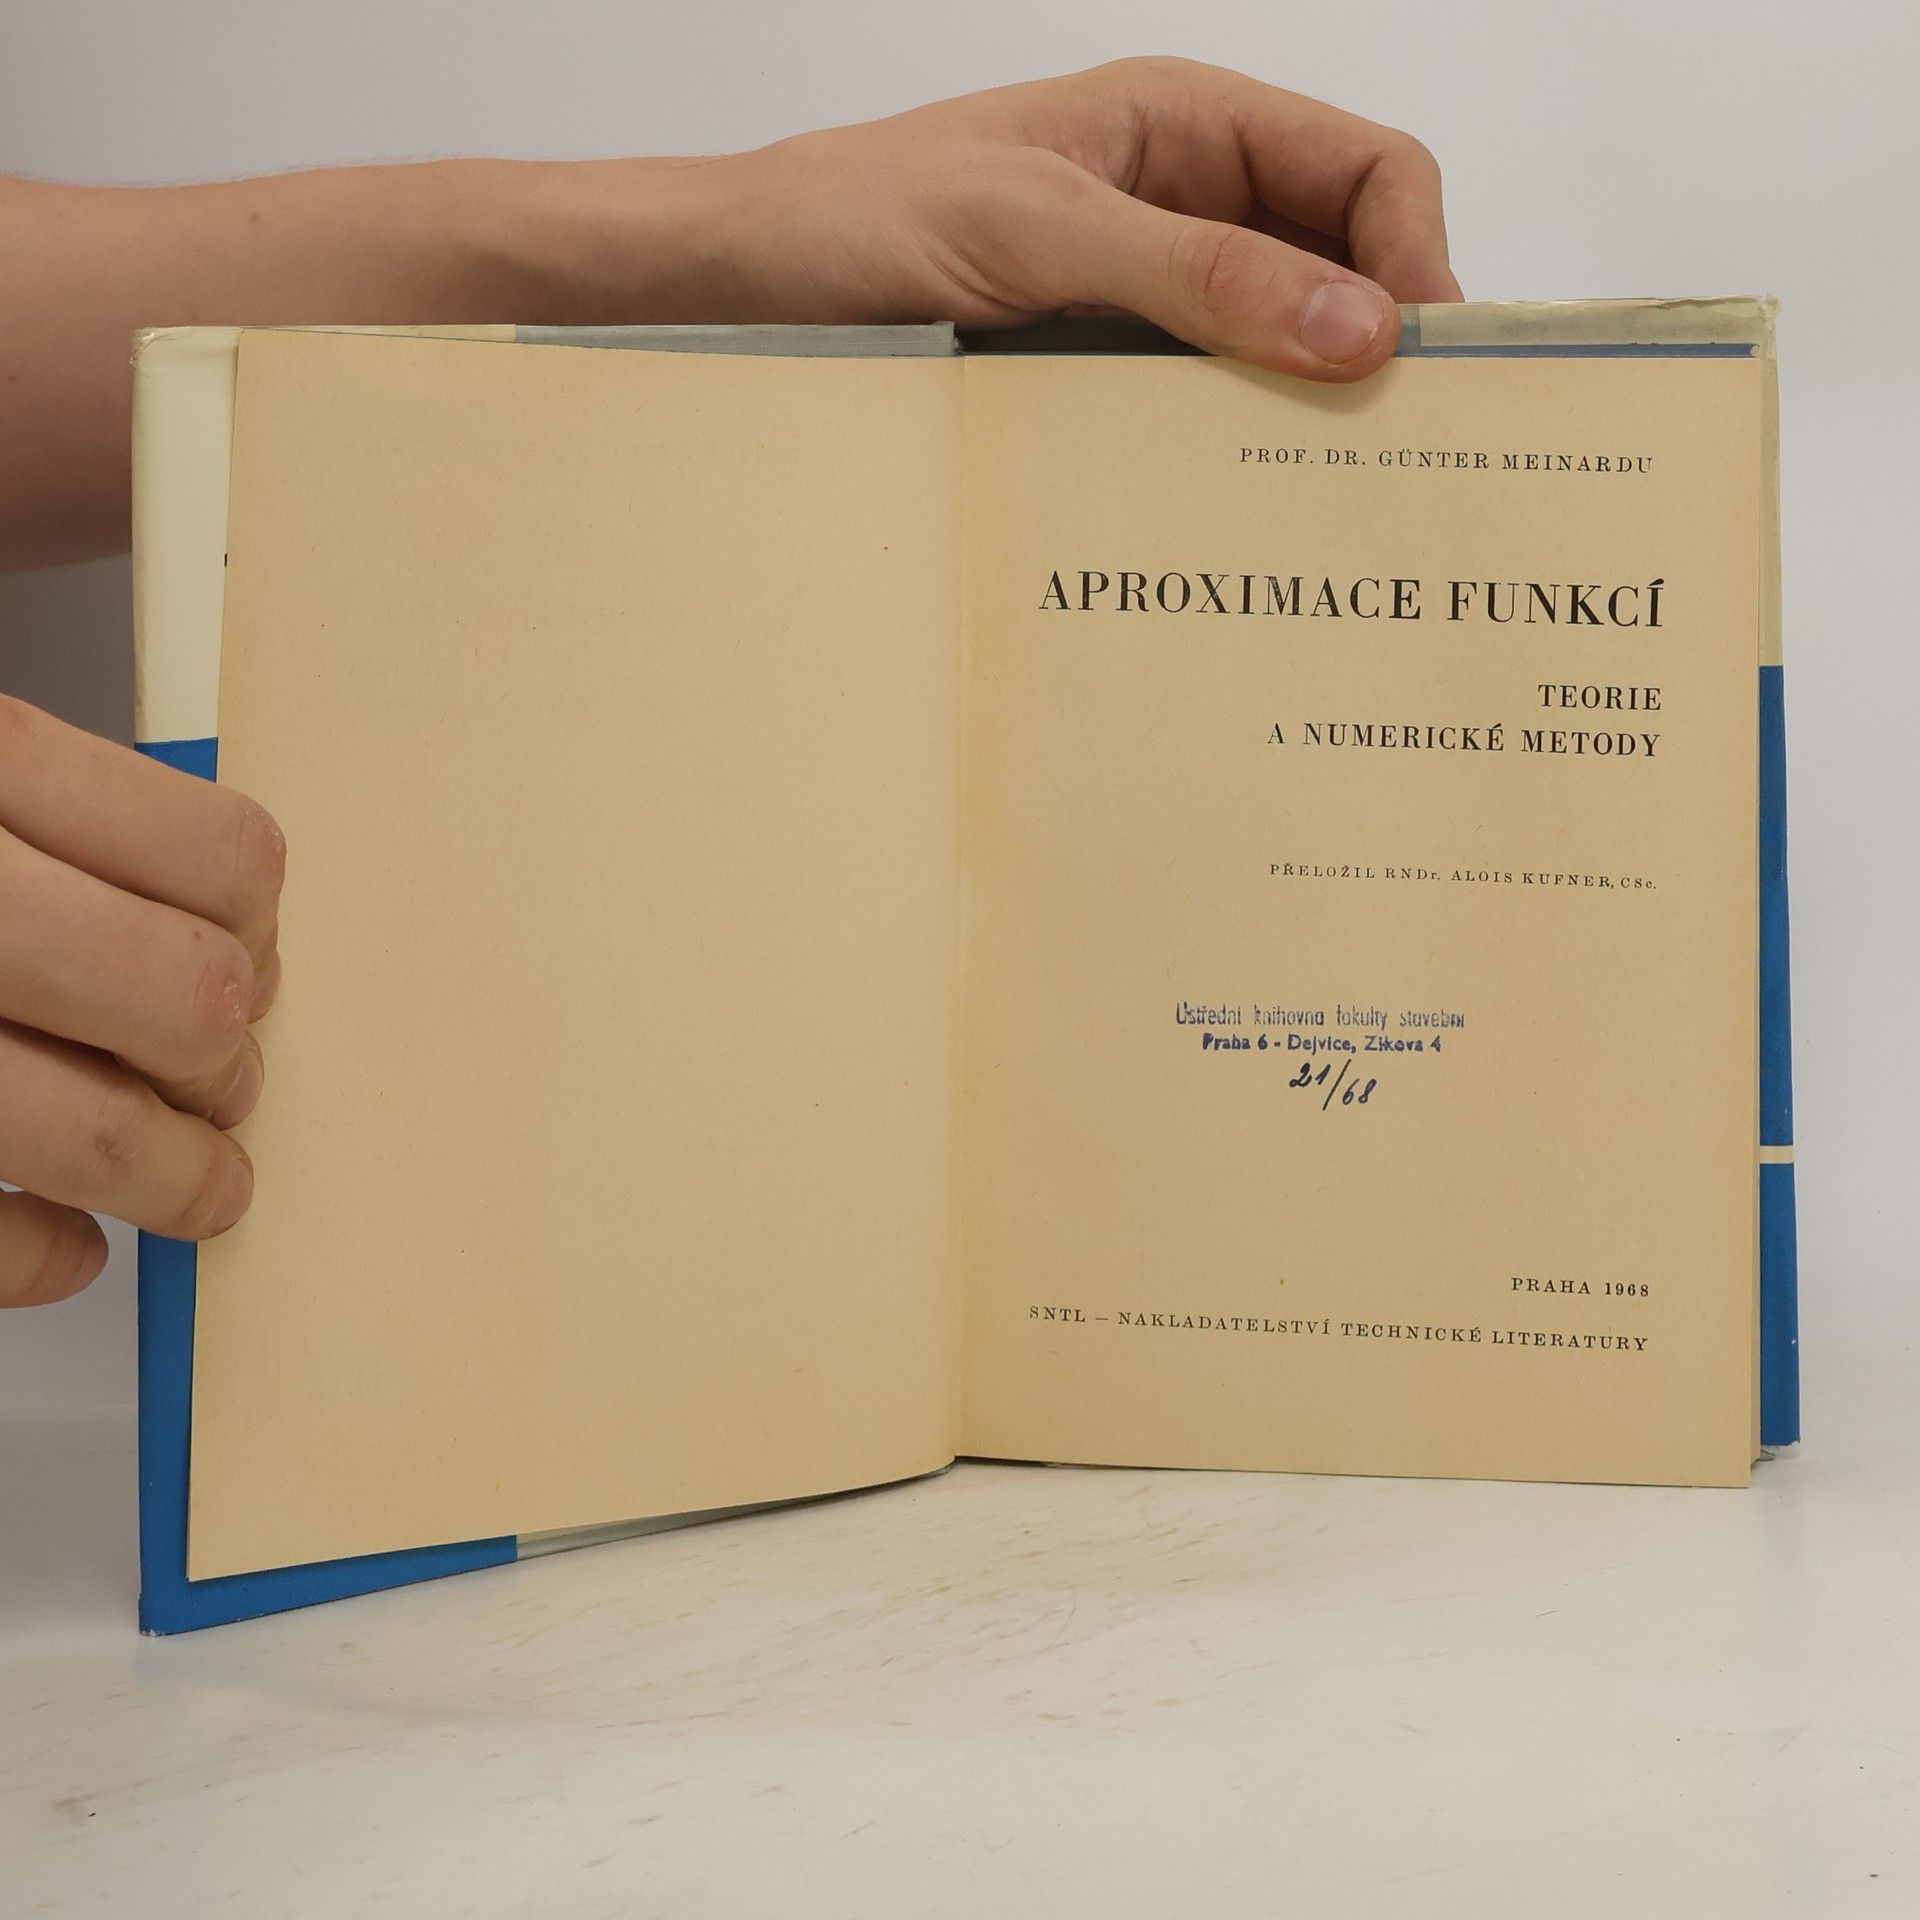 PROF. DR. GÜNTER MEINARDU
APROXIMACE FUNKCÍ
TEORIE
A NUMERICKÉ METODY
PŘELOŽIL RNDr. ALOIS KUFNER, CSc.
Ústřední knihovna fakulty stavební
Praha 6 - Dejvice, Zikova 4
21/68
PRAHA 1968
SNTL – NAKLADATELSTVÍ TECHNICKÉ LITERATURY